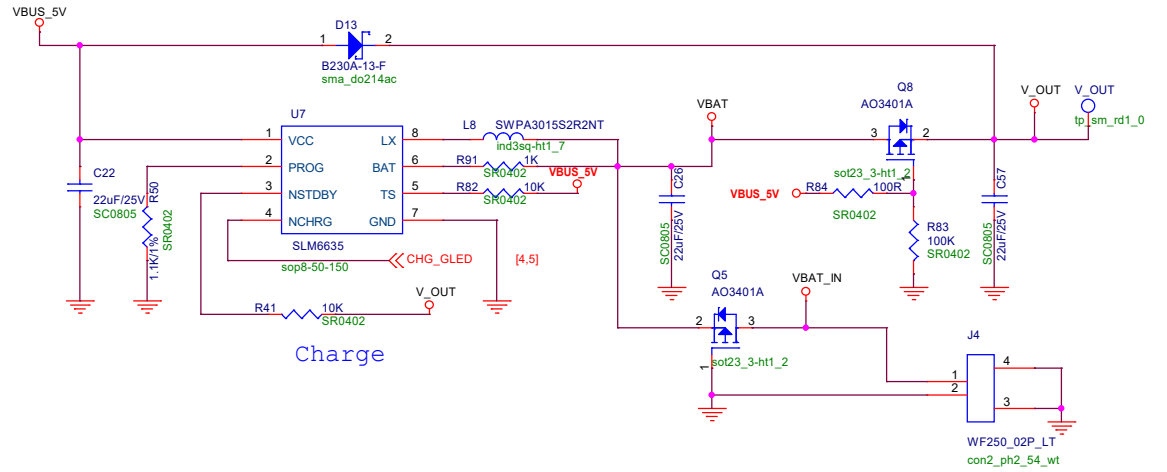 VBUS_5V
D13
1
2
B230A-13-F
sma_do214ac
U7
1 VCC
2 PROG
3 NSTDBY
4 NCHRG
LX 8
BAT 6
TS 5
GND 7
SLM6635
sop8-50-150
L8 SWPA3015S2R2NT
ind3sq-ht1_7
R91 1K
SR0402
R82 10K
SR0402
VBUS_5V
VBAT
Q8
AO3401A
3
2
1
sot23_3-ht1_2
V_OUT
V_OUT
tp_sm_rd1_0
C22
22uF/25V
SC0805
R50
1.1K/1%
SR0402
C26
22uF/25V
SC0805
VBUS_5V
R84 100R
SR0402
R83
100K
SR0402
C57
22uF/25V
SC0805
CHG_GLED
[4,5]
R41 10K
SR0402
V_OUT
Charge
Q5
AO3401A
2
3
1
sot23_3-ht1_2
VBAT_IN
J4
1
2
4
3
WF250_02P_LT
con2_ph2_54_wt